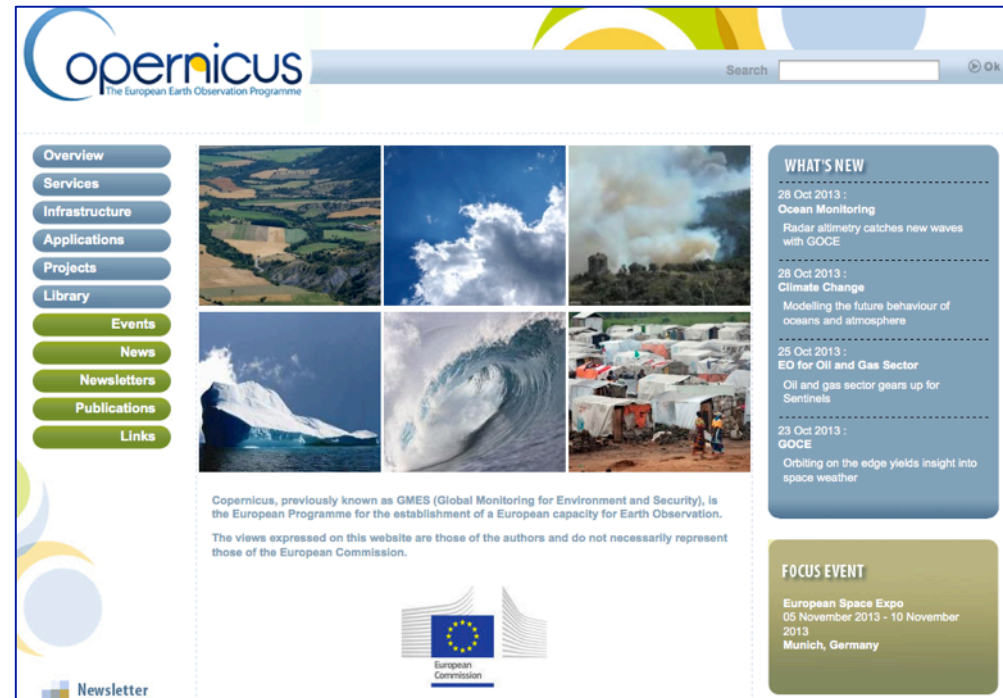 Copernicus
The European Earth Observation Programme
Search
Ok
Overview
Services
Infrastructure
Applications
Projects
Library
Events
News
Newsletters
Publications
Links
Newsletter
Copernicus, previously known as GMES (Global Monitoring for Environment and Security), is
the European Programme for the establishment of a European capacity for Earth Observation.
The views expressed on this website are those of the authors and do not necessarily represent
those of the European Commission.
European
Commission
WHAT'S NEW
28 Oct 2013 :
Ocean Monitoring
Radar altimetry catches new waves
with GOCE
28 Oct 2013 :
Climate Change
Modelling the future behaviour of
oceans and atmosphere
25 Oct 2013 :
EO for Oil and Gas Sector
Oil and gas sector gears up for
Sentinels
23 Oct 2013 :
GOCE
Orbiting on the edge yields insight into
space weather
FOCUS EVENT
European Space Expo
05 November 2013 - 10 November
2013
Munich, Germany